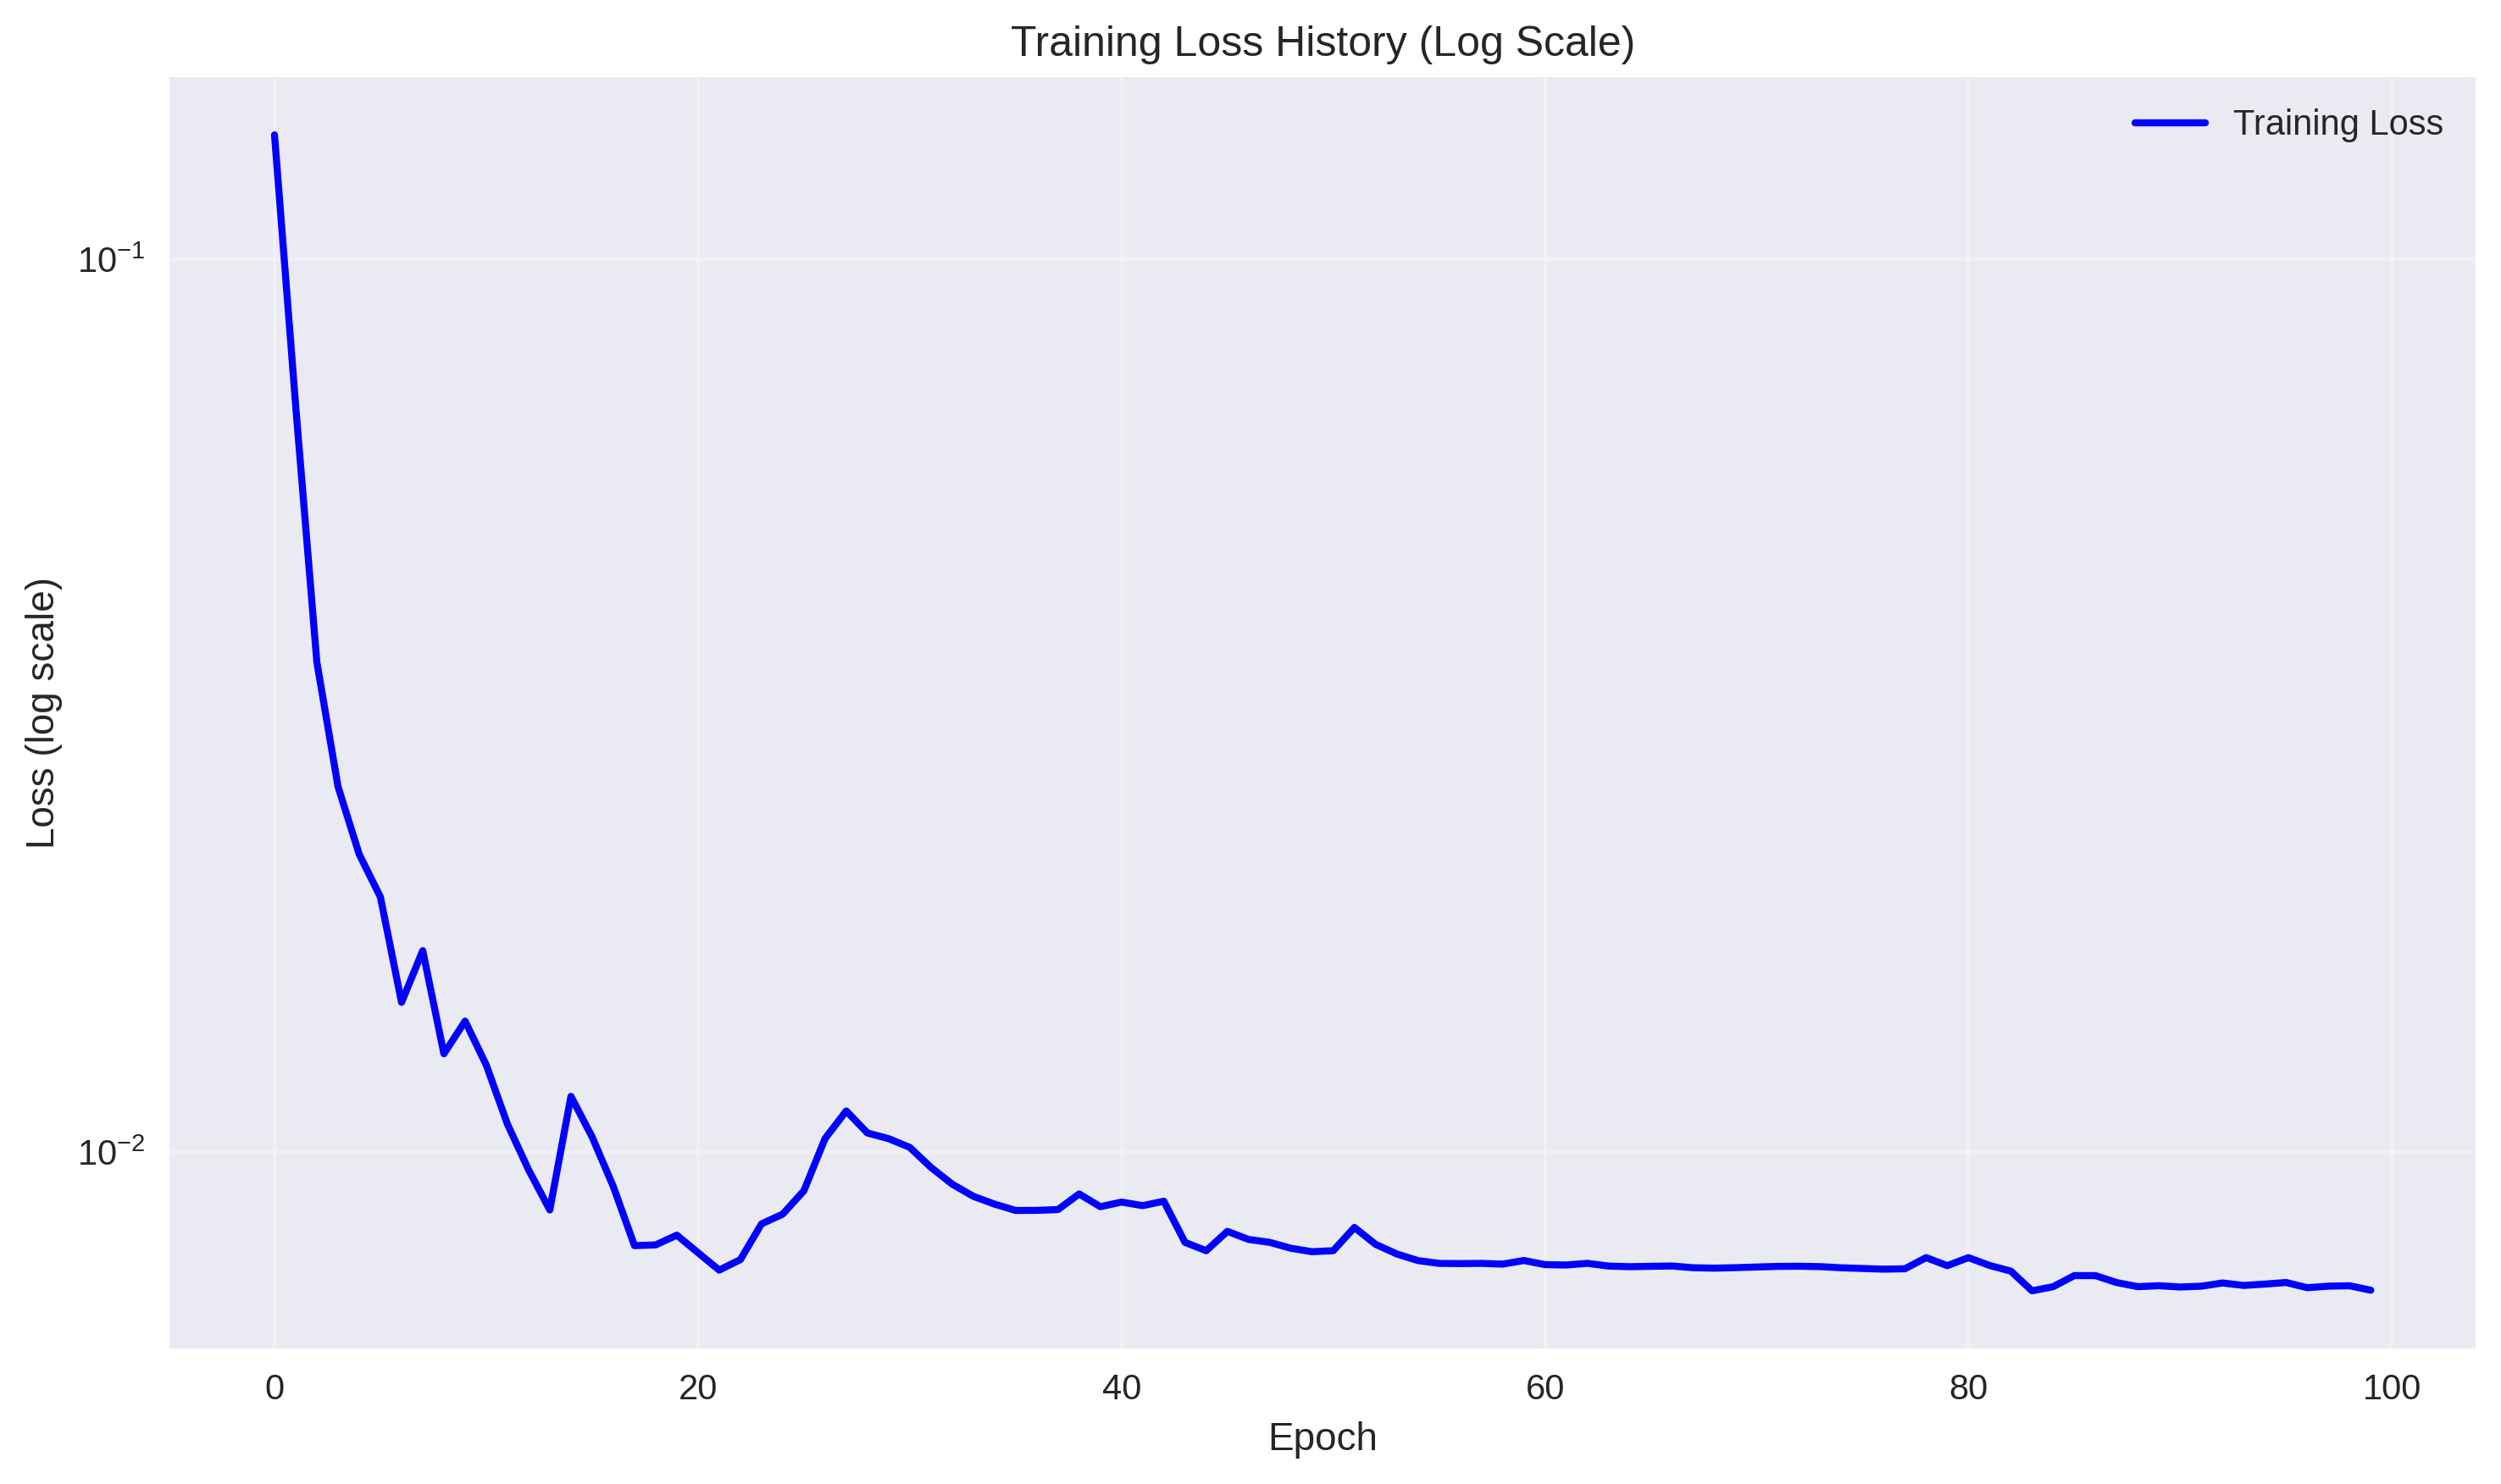 Training Loss History (Log Scale)
Training Loss
10⁻¹
10⁻²
Loss (log scale)
0 20 40 60 80 100
Epoch